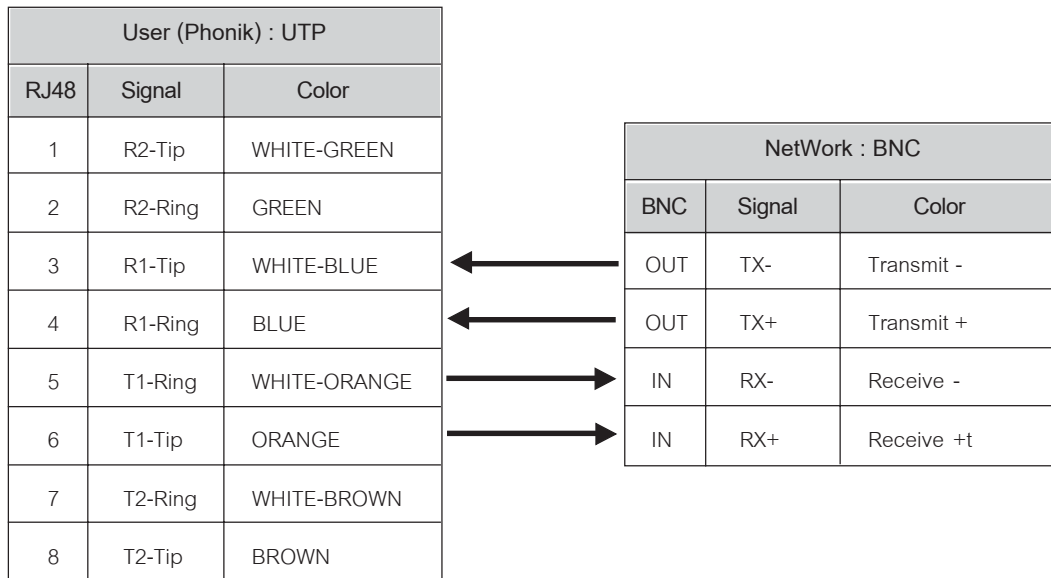 User (Phonik) : UTP
RJ48 Signal Color
1 R2-Tip WHITE-GREEN
2 R2-Ring GREEN
3 R1-Tip WHITE-BLUE
4 R1-Ring BLUE
5 T1-Ring WHITE-ORANGE
6 T1-Tip ORANGE
7 T2-Ring WHITE-BROWN
8 T2-Tip BROWN
NetWork : BNC
BNC Signal Color
OUT TX- Transmit -
OUT TX+ Transmit +
IN RX- Receive -
IN RX+ Receive +t